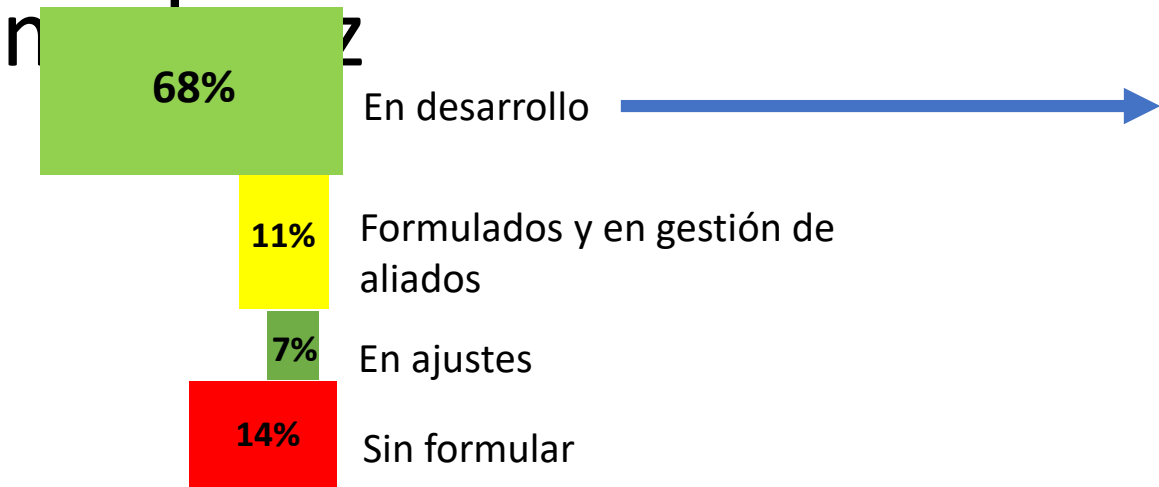 68%
En desarrollo
11%
Formulados y en gestión de
aliados
7%
En ajustes
14%
Sin formular